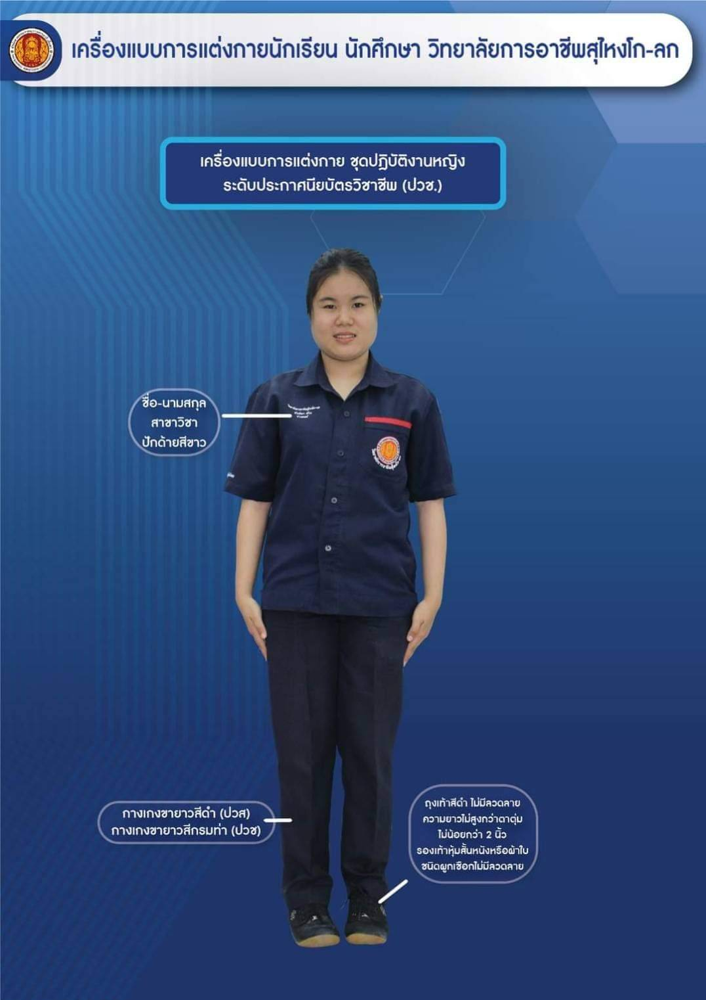 เครื่องแบบการแต่งกายนักเรียน นักศึกษา วิทยาลัยการอาชีพสุไหงโก-ลก
เครื่องแบบการแต่งกาย ชุดปฏิบัติงานหญิง
ระดับประกาศนียบัตรวิชาชีพ (ปวช.)
ชื่อ-นามสกุล
สาขาวิชา
ปักด้ายสีขาว
กางเกงขายาวสีดำ (ปวส)
กางเกงขายาวสีกรมท่า (ปวช)
ถุงเท้าสีดำ ไม่มีลวดลาย
ความยาวไม่สูงกว่าตาตุ่ม
ไม่น้อยกว่า 2 นิ้ว
รองเท้าหุ้มส้นหนังหรือผ้าใบ
ชนิดผูกเชือกไม่มีลวดลาย